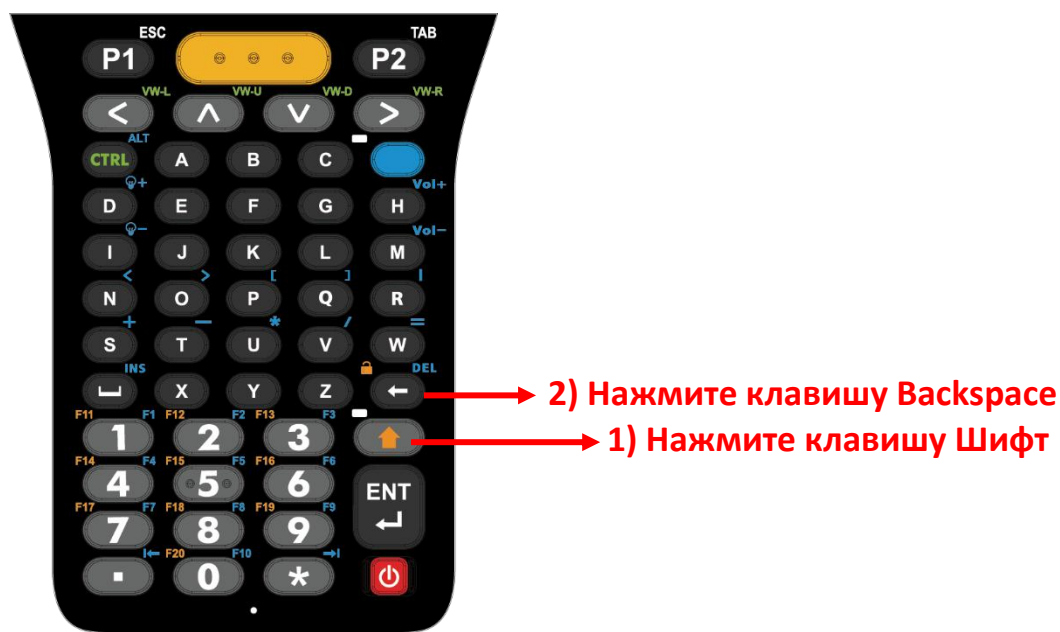 ESC TAB
P1 P2
VW-L VW-U VW-D VW-R
< ∧ ∨ >
ALT
CTRL A B C
+ Vol+
D E F G H
− Vol−
I J K L M
< > [ ] |
N O P Q R
+ − * / =
S T U V W
INS DEL
X Y Z ← 2) Нажмите клавишу Backspace
F11 F1 F12 F2 F13 F3
1 2 3 1) Нажмите клавишу Шифт
F14 F4 F15 F5 F16 F6
4 5 6 ENT
F17 F7 F18 F8 F19 F9
7 8 9
|← F20 F10 →|
. 0 *